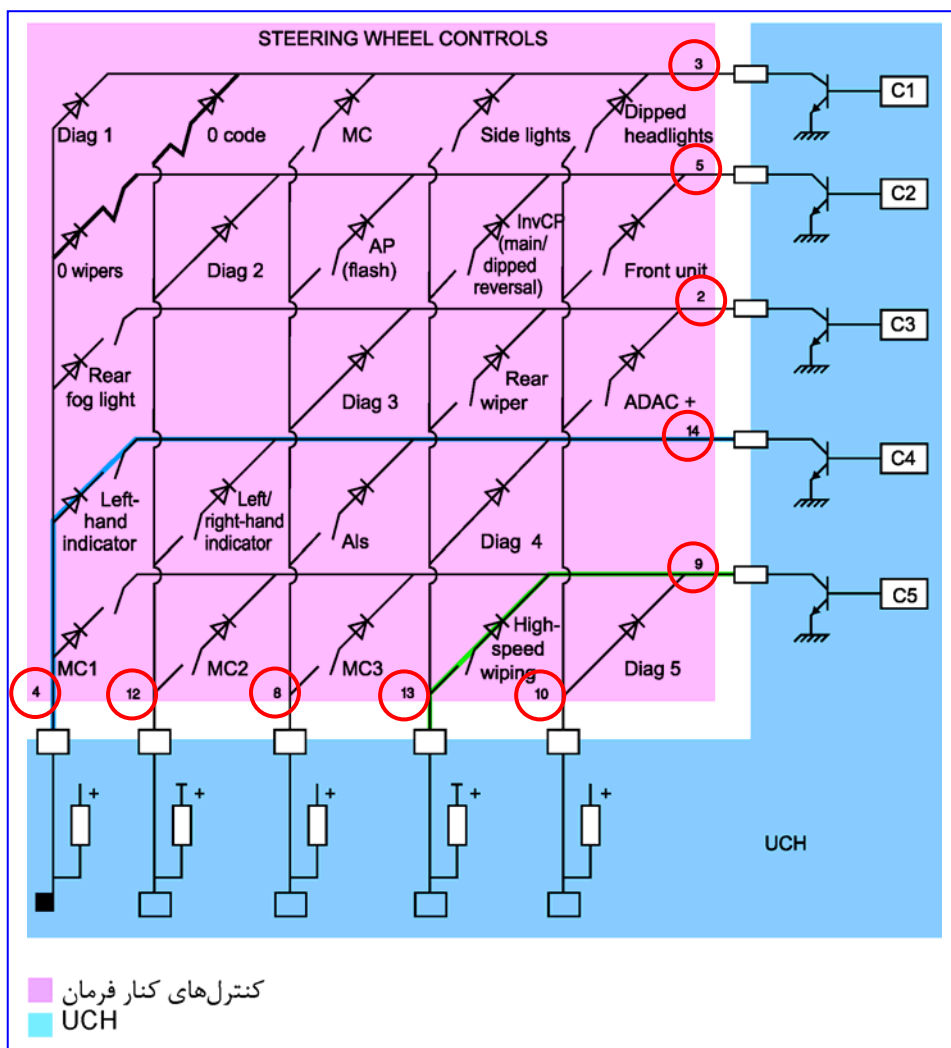 STEERING WHEEL CONTROLS
3
C1
Diag 1
0 code
MC
Side lights
Dipped
headlights
5
C2
0 wipers
Diag 2
AP
(flash)
InvCP
(main/
dipped
reversal)
Front unit
2
C3
Rear
fog light
Diag 3
Rear
wiper
ADAC +
14
C4
Left-
hand
indicator
Left/
right-hand
indicator
Als
Diag 4
9
C5
MC1
MC2
MC3
High-
speed
wiping
Diag 5
4
12
8
13
10
+
+
+
+
+
UCH
کنترل‌های کنار فرمان
UCH